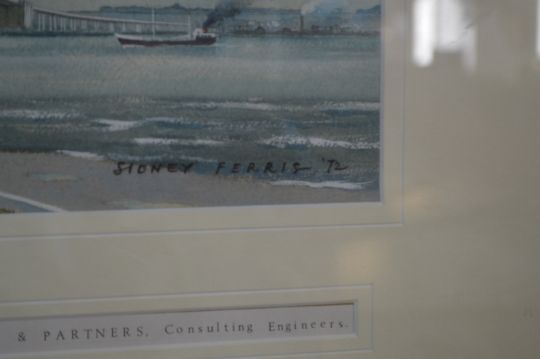 SIDNEY FERRIS '72
& PARTNERS, Consulting Engineers.